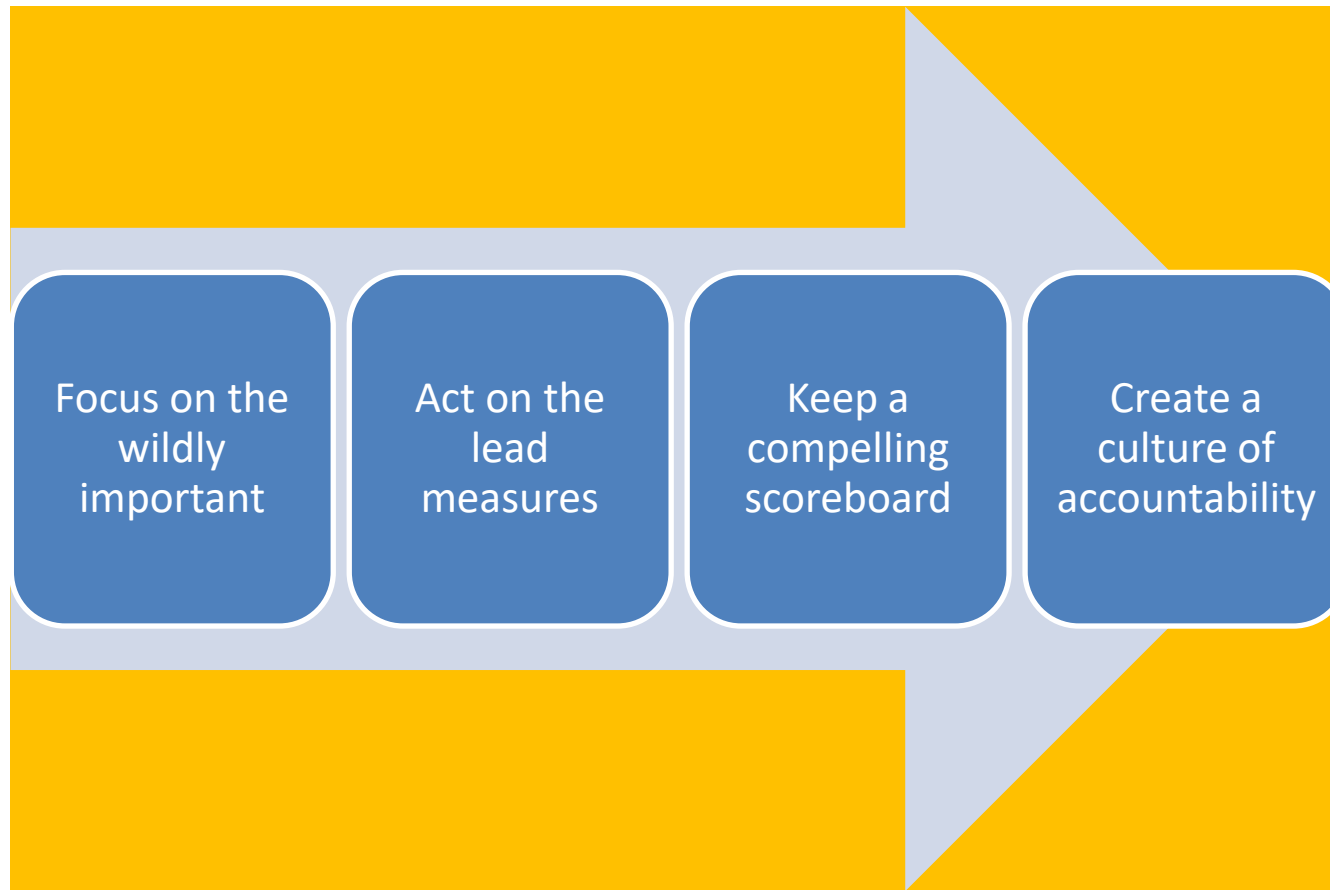 Focus on the
wildly
important
Act on the
lead
measures
Keep a
compelling
scoreboard
Create a
culture of
accountability